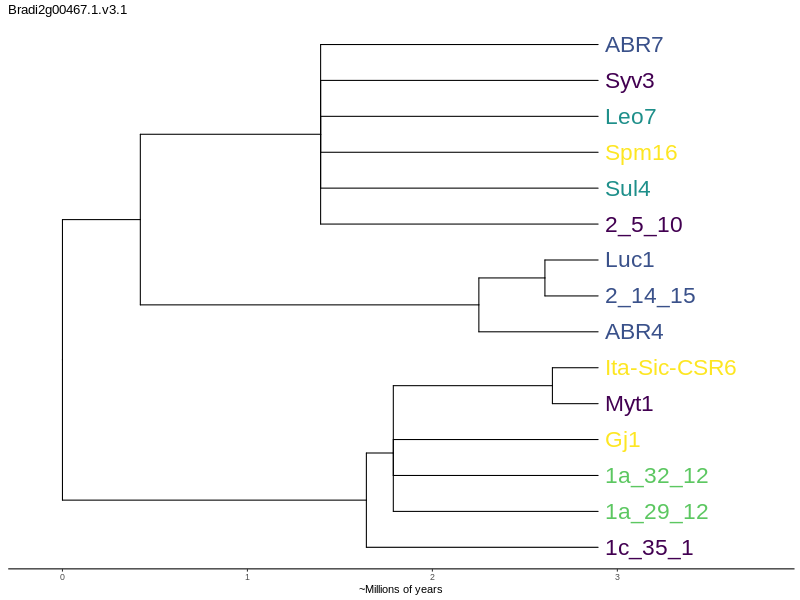 Bradi2g00467.1.v3.1
ABR7
Syv3
Leo7
Spm16
Sul4
2_5_10
Luc1
2_14_15
ABR4
Ita-Sic-CSR6
Myt1
Gj1
1a_32_12
1a_29_12
1c_35_1
0 1 2 3
~Millions of years